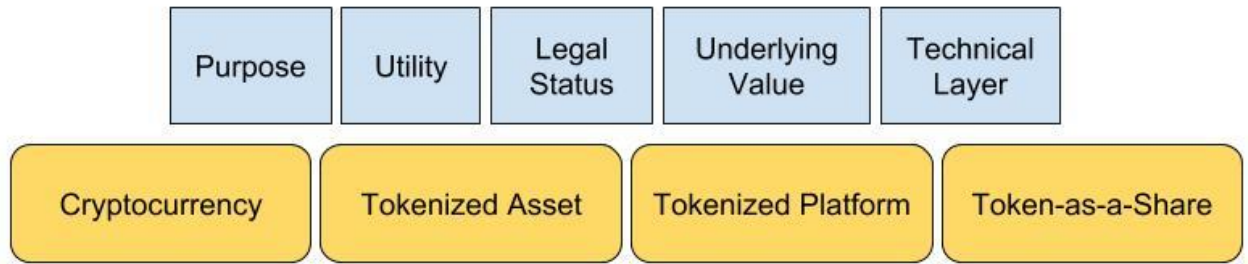 Purpose
Utility
Legal
Status
Underlying
Value
Technical
Layer
Cryptocurrency
Tokenized Asset
Tokenized Platform
Token-as-a-Share